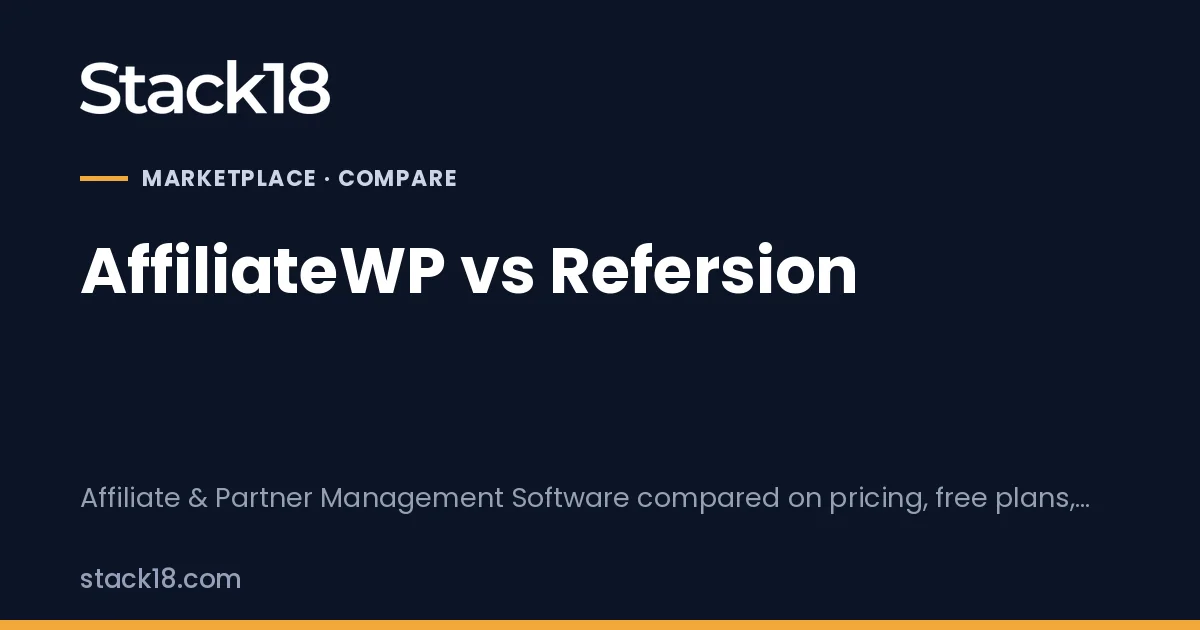 Stack18
MARKETPLACE · COMPARE
AffiliateWP vs Refersion
Affiliate & Partner Management Software compared on pricing, free plans,...
stack18.com